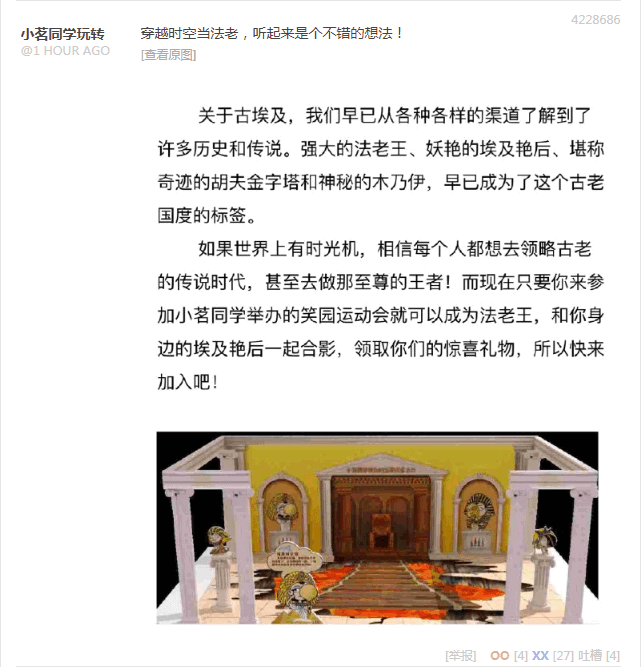 4228686
小茗同学玩转
穿越时空当法老，听起来是个不错的想法！
@1 HOUR AGO
[查看原图]
关于古埃及，我们早已从各种各样的渠道了解到了
许多历史和传说。强大的法老王、妖艳的埃及艳后、堪称
奇迹的胡夫金字塔和神秘的木乃伊，早已成为了这个古老
国度的标签。
如果世界上有时光机，相信每个人都想去领略古老
的传说时代，甚至去做那至尊的王者！而现在只要你来参
加小茗同学举办的笑园运动会就可以成为法老王，和你身
边的埃及艳后一起合影，领取你们的惊喜礼物，所以快来
加入吧！
[举报] OO [4] XX [27] 吐槽 [4]